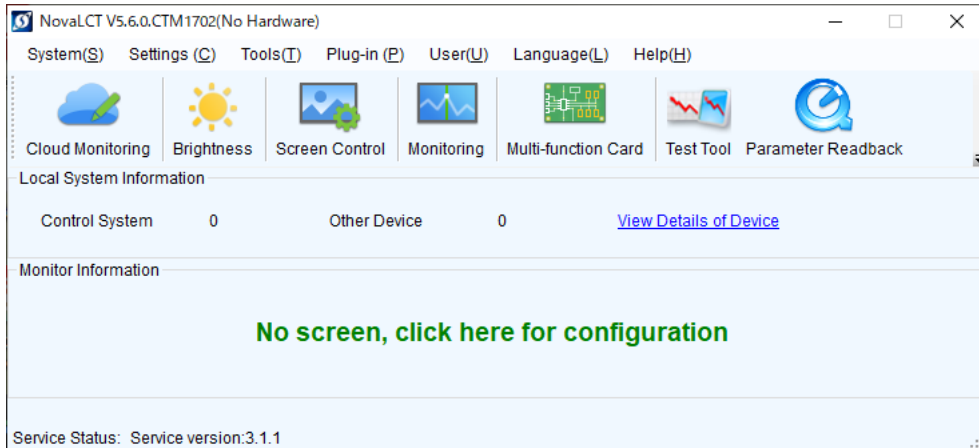 NovaLCT V5.6.0.CTM1702(No Hardware)
System(S) Settings (C) Tools(T) Plug-in (P) User(U) Language(L) Help(H)
Cloud Monitoring Brightness Screen Control Monitoring Multi-function Card Test Tool Parameter Readback
Local System Information
Control System 0 Other Device 0 View Details of Device
Monitor Information
No screen, click here for configuration
Service Status: Service version:3.1.1